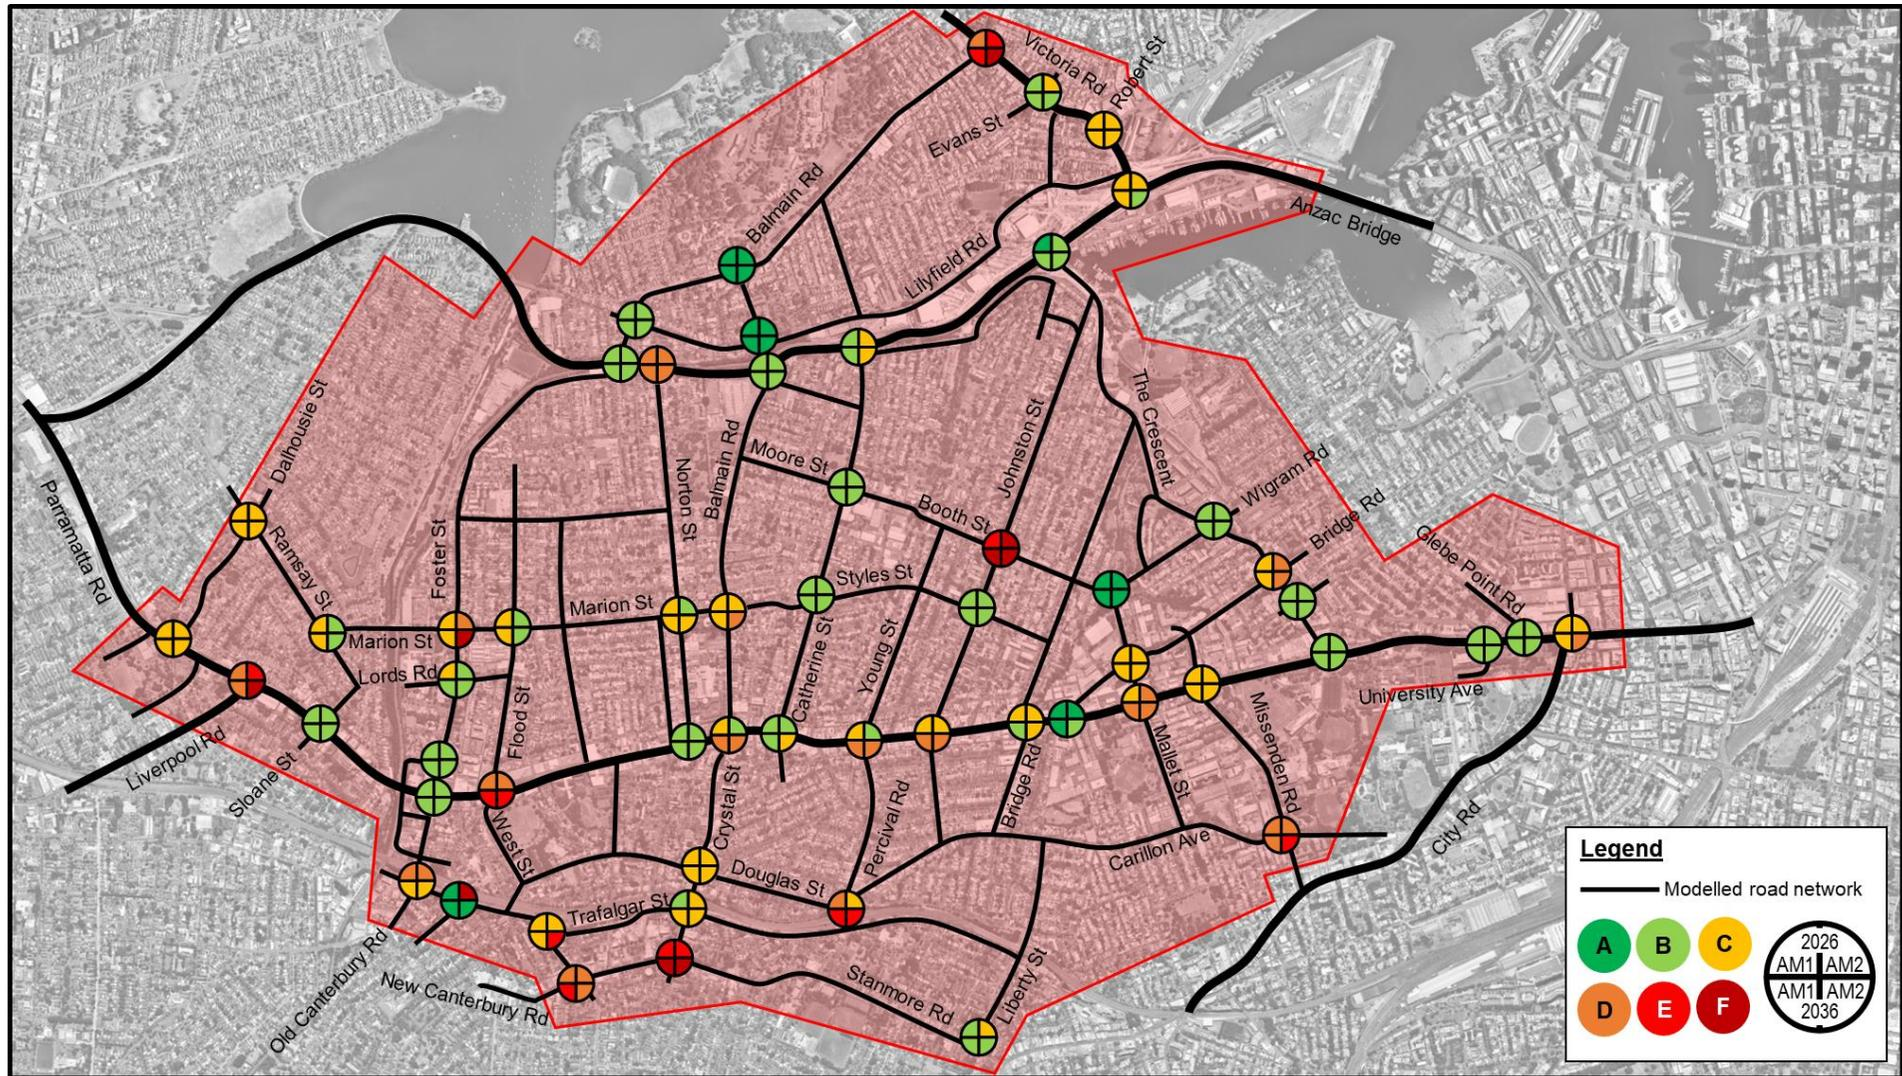 Victoria Rd
Robert St
Evans St
Balmain Rd
Anzac Bridge
Lilyfield Rd
Dalhousie St
The Crescent
Johnston St
Balmain Rd
Moore St
Norton St
Wigram Rd
Parramatta Rd
Booth St
Bridge Rd
Ramsay St
Foster St
Glebe Point Rd
Styles St
Marion St
Marion St
Lords Rd
Catherine St
Young St
University Ave
Flood St
Missenden Rd
Liverpool Rd
Mallet St
Sloane St
Bridge Rd
Crystal St
Percival Rd
City Rd
West St
Carillon Ave
Douglas St
Trafalgar St
Old Canterbury Rd
New Canterbury Rd
Stanmore Rd
Liberty St
Legend
Modelled road network
A B C
D E F
2026
AM1 AM2
AM1 AM2
2036